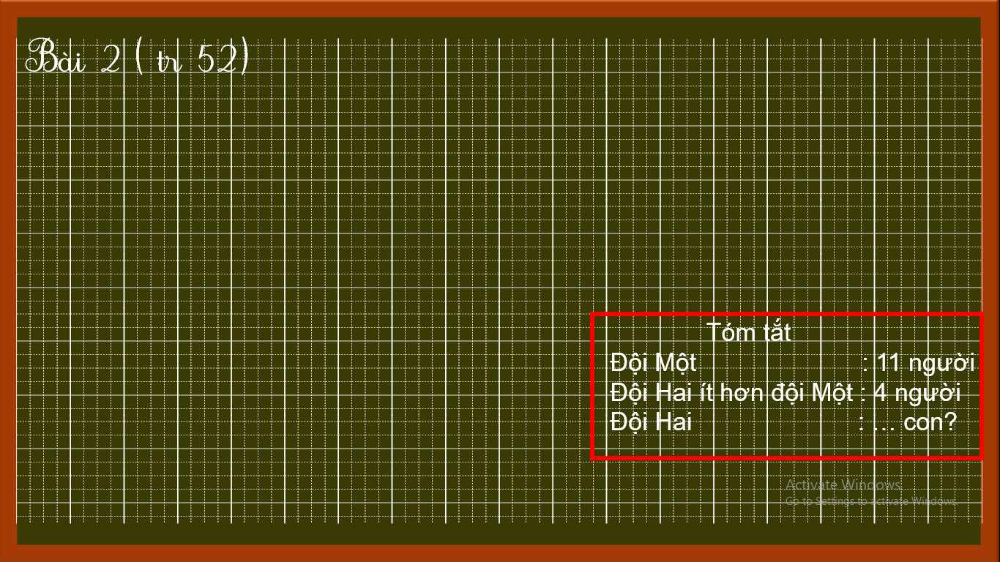 Bài 2 ( tr 52)
Tóm tắt
Đội Một : 11 người
Đội Hai ít hơn đội Một : 4 người
Đội Hai : ... con?
Activate Windows
Go to Settings to activate Windows.